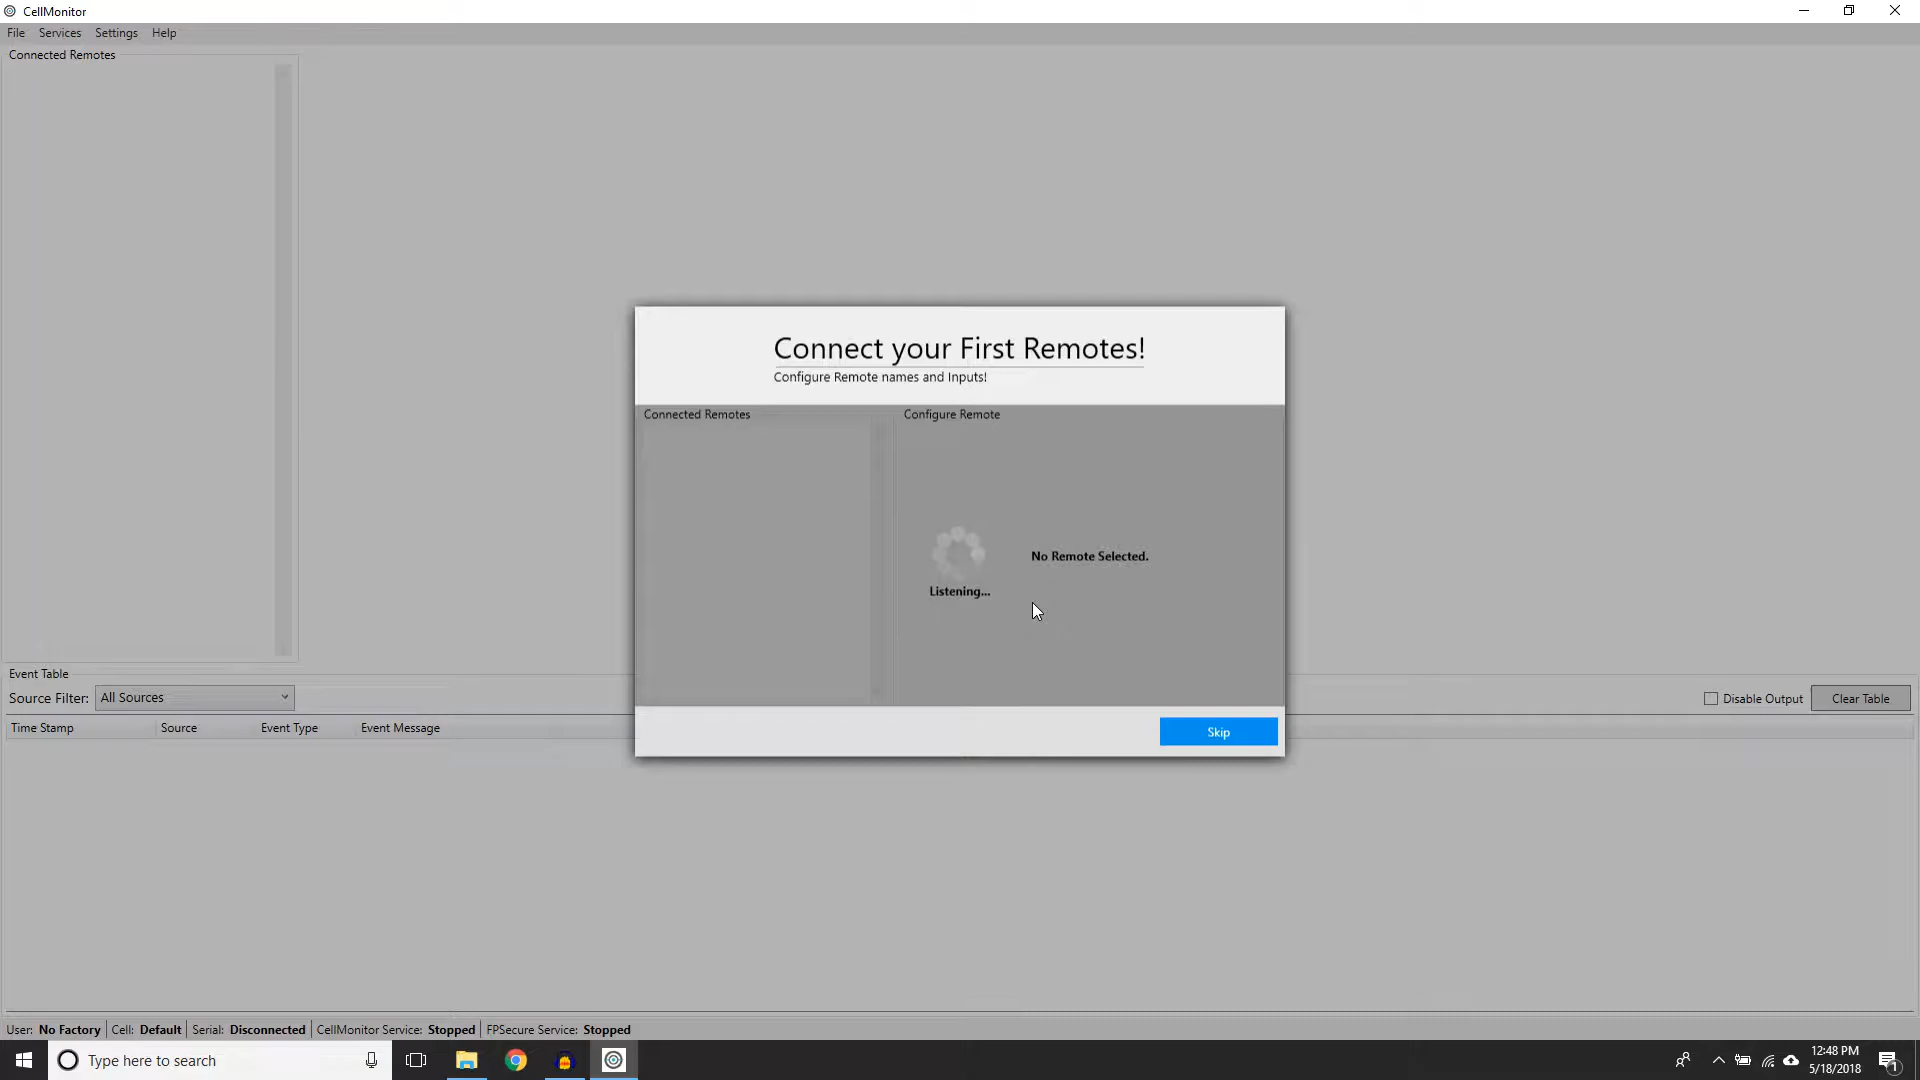 CellMonitor
File Services Settings Help
Connected Remotes
Connect your First Remotes!
Configure Remote names and Inputs!
Connected Remotes
Configure Remote
No Remote Selected.
Listening...
Skip
Event Table
Source Filter: All Sources
Disable Output Clear Table
Time Stamp Source Event Type Event Message
User: No Factory Cell: Default Serial: Disconnected CellMonitor Service: Stopped FPSecure Service: Stopped
Type here to search
12:48 PM
5/18/2018
1